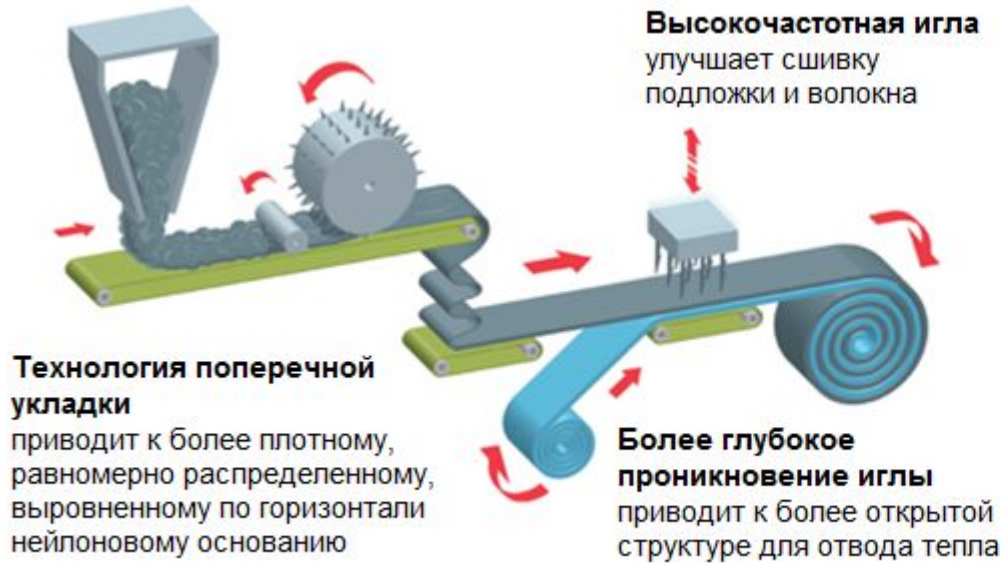 Высокочастотная игла
улучшает сшивку
подложки и волокна
Технология поперечной
укладки
приводит к более плотному,
равномерно распределенному,
выровненному по горизонтали
нейлоновому основанию
Более глубокое
проникновение иглы
приводит к более открытой
структуре для отвода тепла